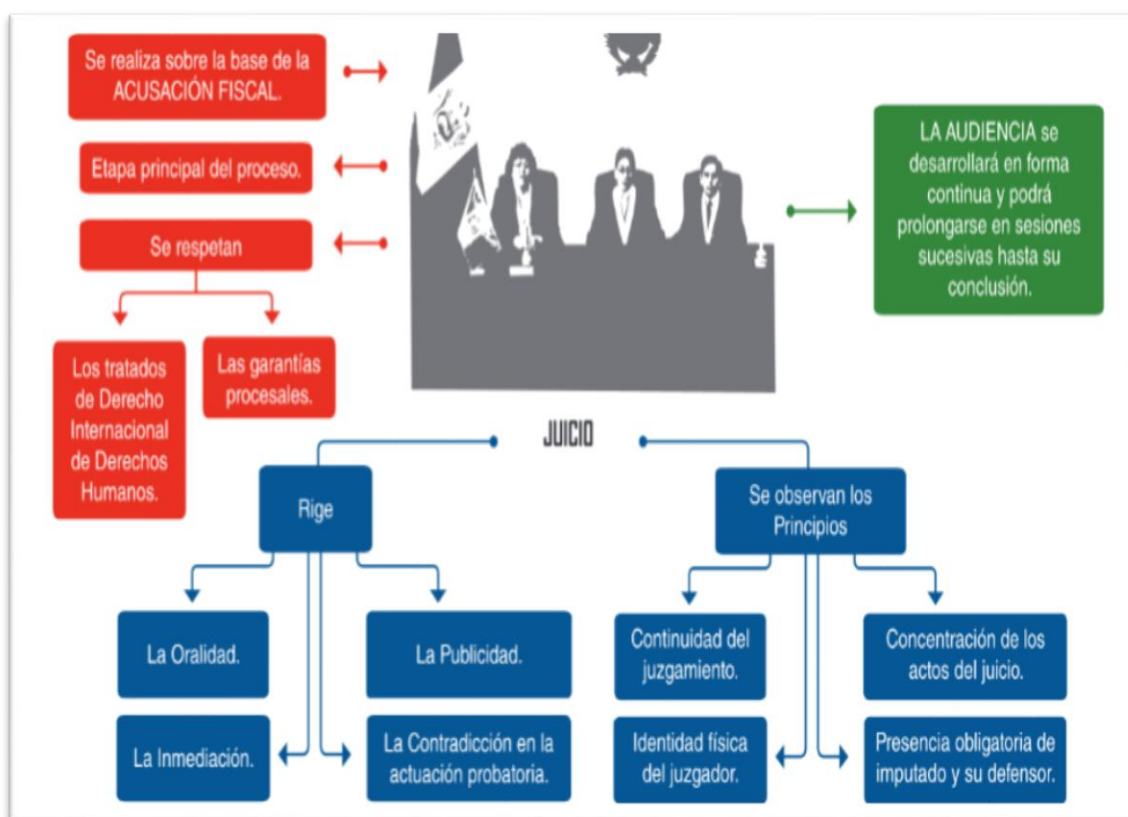 Se realiza sobre la base de la
ACUSACIÓN FISCAL.
Etapa principal del proceso.
Se respetan
Los tratados
de Derecho
Internacional
de Derechos
Humanos.
Las garantías
procesales.
LA AUDIENCIA se
desarrollará en forma
continua y podrá
prolongarse en sesiones
sucesivas hasta su
conclusión.
JUICIO
Rige
La Oralidad.
La Publicidad.
La Inmediación.
La Contradicción en la
actuación probatoria.
Se observan los
Principios
Continuidad del
juzgamiento.
Concentración de los
actos del juicio.
Identidad física
del juzgador.
Presencia obligatoria de
imputado y su defensor.